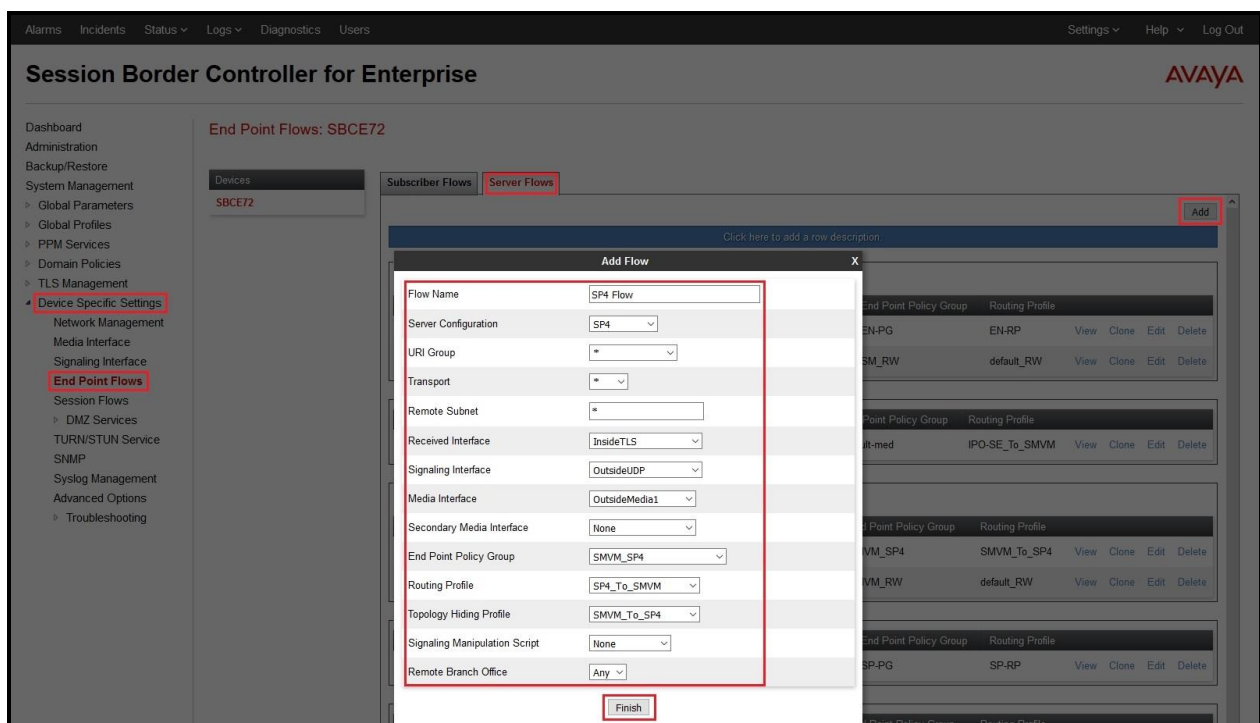 Alarms Incidents Status Logs Diagnostics Users Settings Help Log Out
Session Border Controller for Enterprise
AVAYA
Dashboard
Administration
Backup/Restore
System Management
Global Parameters
Global Profiles
PPM Services
Domain Policies
TLS Management
Device Specific Settings
Network Management
Media Interface
Signaling Interface
End Point Flows
Session Flows
DMZ Services
TURN/STUN Service
SNMP
Syslog Management
Advanced Options
Troubleshooting
End Point Flows: SBCE72
Devices
SBCE72
Subscriber Flows Server Flows
Add
Click here to add a row description.
Add Flow X
Flow Name SP4 Flow
Server Configuration SP4
URI Group *
Transport *
Remote Subnet *
Received Interface InsideTLS
Signaling Interface OutsideUDP
Media Interface OutsideMedia1
Secondary Media Interface None
End Point Policy Group SMVM_SP4
Routing Profile SP4_To_SMVM
Topology Hiding Profile SMVM_To_SP4
Signaling Manipulation Script None
Remote Branch Office Any
Finish
End Point Policy Group Routing Profile
EN-PG EN-RP View Clone Edit Delete
SM_RW default_RW View Clone Edit Delete
Point Policy Group Routing Profile
ult-med IPO-SE_To_SMVM View Clone Edit Delete
d Point Policy Group Routing Profile
VM_SP4 SMVM_To_SP4 View Clone Edit Delete
VM_RW default_RW View Clone Edit Delete
End Point Policy Group Routing Profile
SP-PG SP-RP View Clone Edit Delete